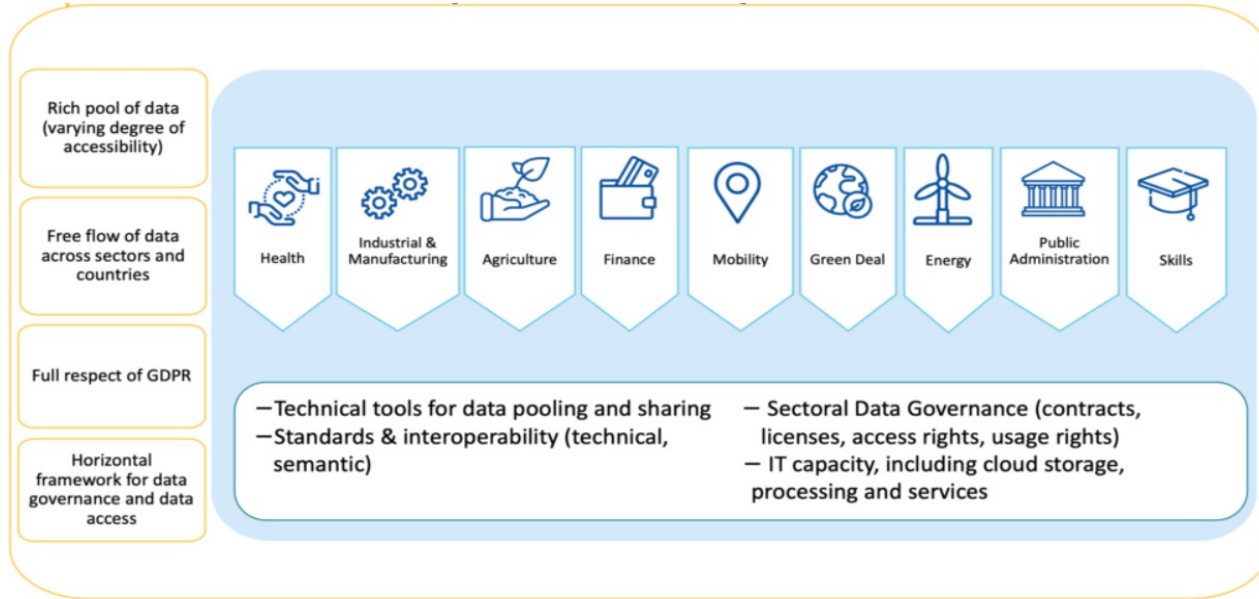 Rich pool of data
(varying degree of
accessibility)
Free flow of data
across sectors and
countries
Full respect of GDPR
Horizontal
framework for data
governance and data
access
Health
Industrial &
Manufacturing
Agriculture
Finance
Mobility
Green Deal
Energy
Public
Administration
Skills
—Technical tools for data pooling and sharing
—Standards & interoperability (technical,
semantic)
— Sectoral Data Governance (contracts,
licenses, access rights, usage rights)
— IT capacity, including cloud storage,
processing and services